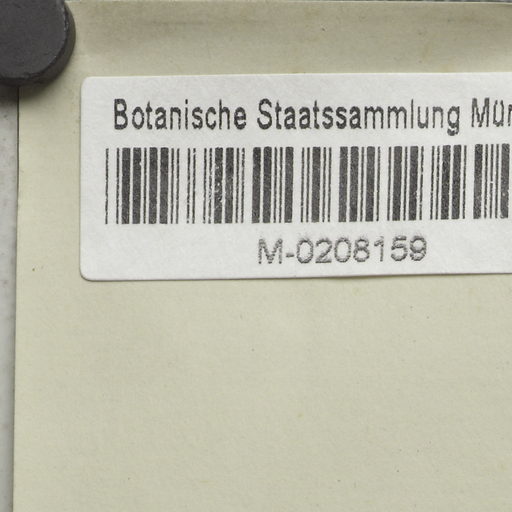 Botanische Staatssammlung Mün
M-0208159